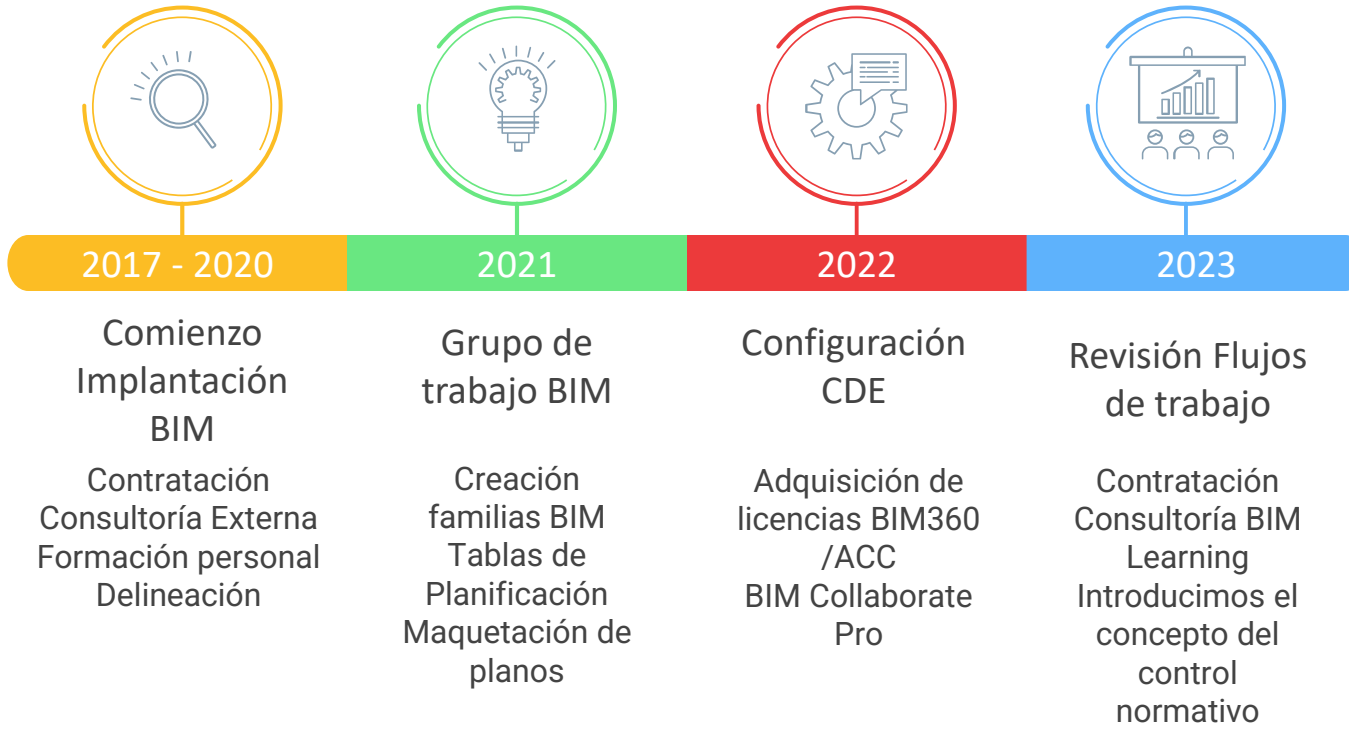 2017 - 2020
Comienzo
Implantación
BIM
Contratación
Consultoría Externa
Formación personal
Delineación
2021
Grupo de
trabajo BIM
Creación
familias BIM
Tablas de
Planificación
Maquetación de
planos
2022
Configuración
CDE
Adquisición de
licencias BIM360
/ACC
BIM Collaborate
Pro
2023
Revisión Flujos
de trabajo
Contratación
Consultoría BIM
Learning
Introducimos el
concepto del
control
normativo